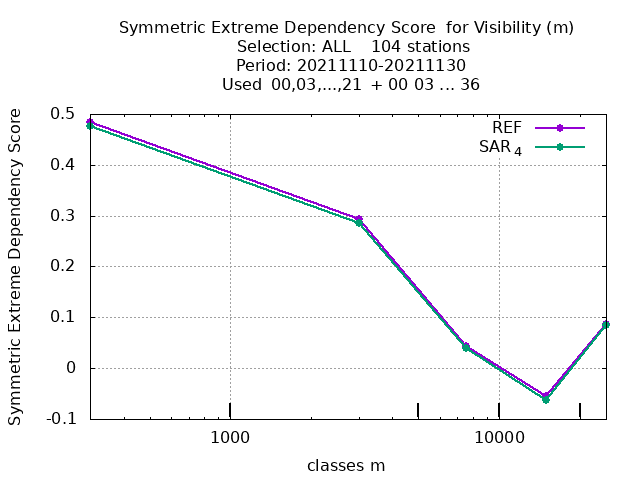 Symmetric Extreme Dependency Score  for Visibility (m)
Selection: ALL    104 stations
Period: 20211110-20211130
Used  00,03,...,21  + 00 03 ... 36
Symmetric Extreme Dependency Score
0.5
0.4
0.3
0.2
0.1
0
-0.1
REF
SAR 4
1000
10000
classes m